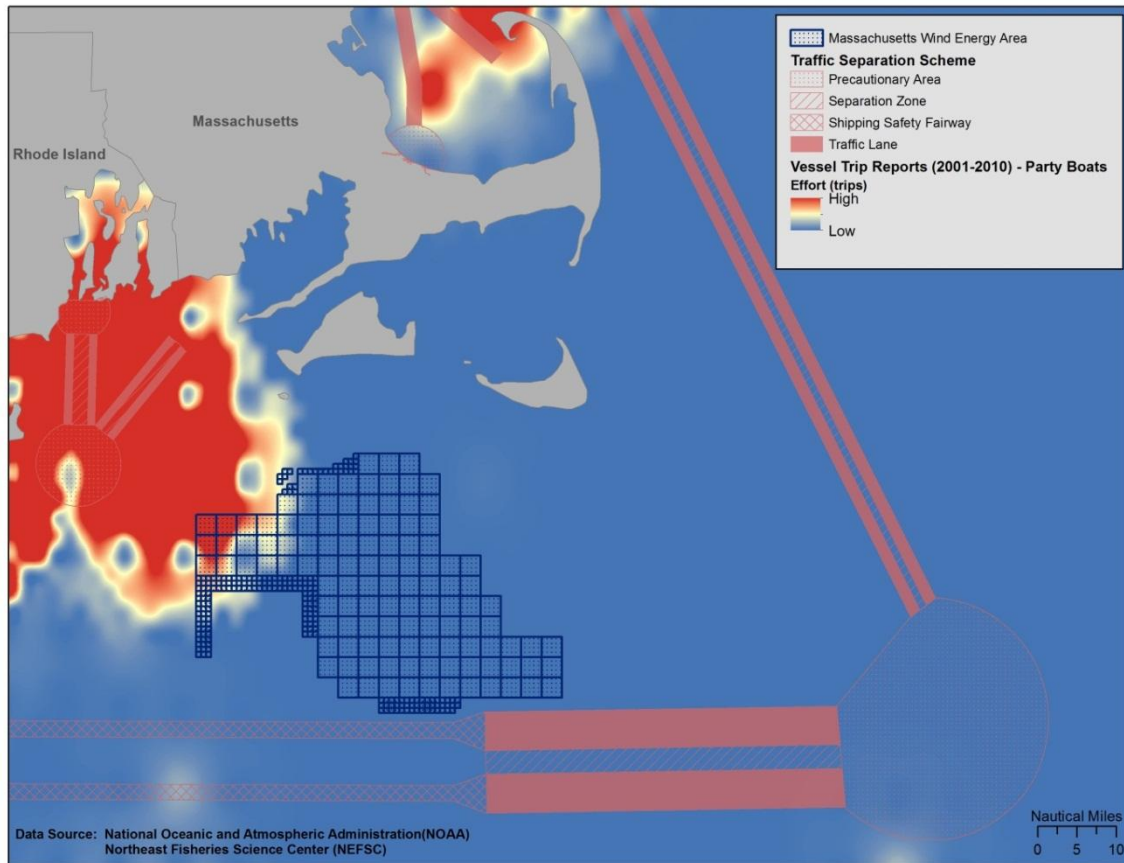 Massachusetts
Rhode Island
Massachusetts Wind Energy Area
Traffic Separation Scheme
Precautionary Area
Separation Zone
Shipping Safety Fairway
Traffic Lane
Vessel Trip Reports (2001-2010) - Party Boats
Effort (trips)
High
Low
Data Source: National Oceanic and Atmospheric Administration(NOAA)
Northeast Fisheries Science Center (NEFSC)
Nautical Miles
0 5 10